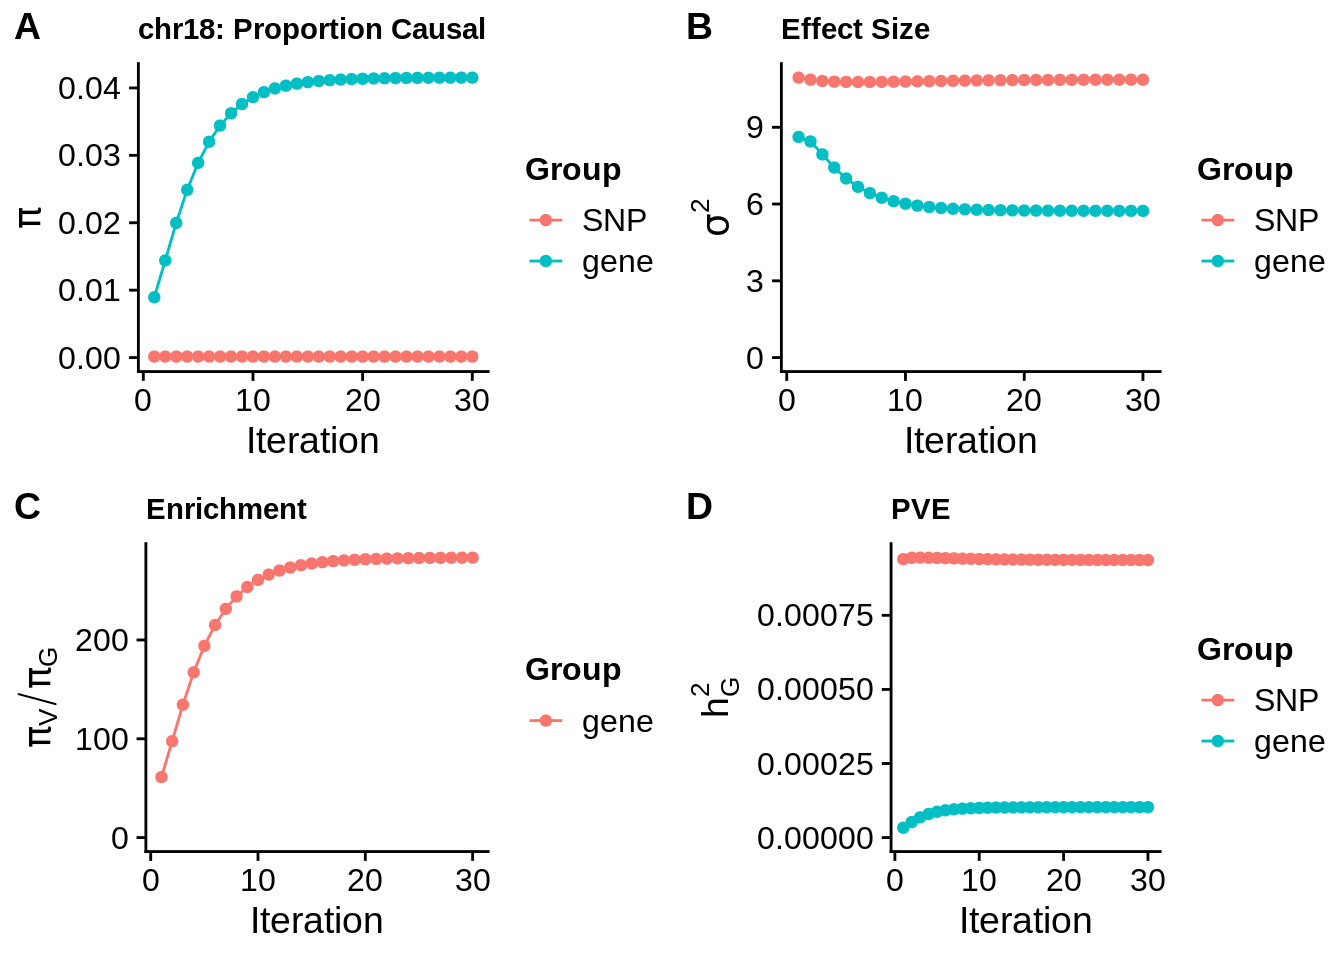 A
chr18: Proportion Causal
0.04
0.03
0.02
0.01
0.00
π
0
10
20
30
Iteration
Group
SNP
gene
B
Effect Size
9
6
3
0
σ²
0
10
20
30
Iteration
Group
SNP
gene
C
Enrichment
200
100
0
πV/πG
0
10
20
30
Iteration
Group
gene
D
PVE
0.00075
0.00050
0.00025
0.00000
h²G
0
10
20
30
Iteration
Group
SNP
gene